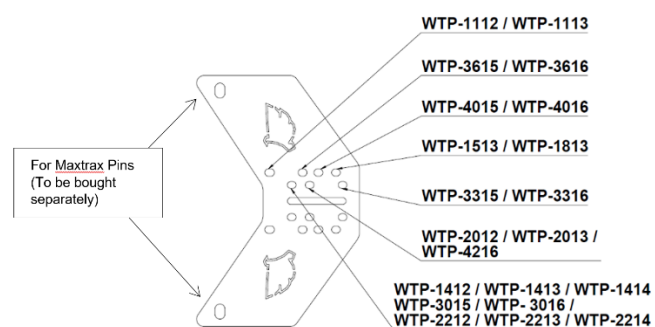 WTP-1112 / WTP-1113
WTP-3615 / WTP-3616
WTP-4015 / WTP-4016
WTP-1513 / WTP-1813
For Maxtrax Pins
(To be bought
separately)
WTP-3315 / WTP-3316
WTP-2012 / WTP-2013 /
WTP-4216
WTP-1412 / WTP-1413 / WTP-1414
WTP-3015 / WTP- 3016 /
WTP-2212 / WTP-2213 / WTP-2214